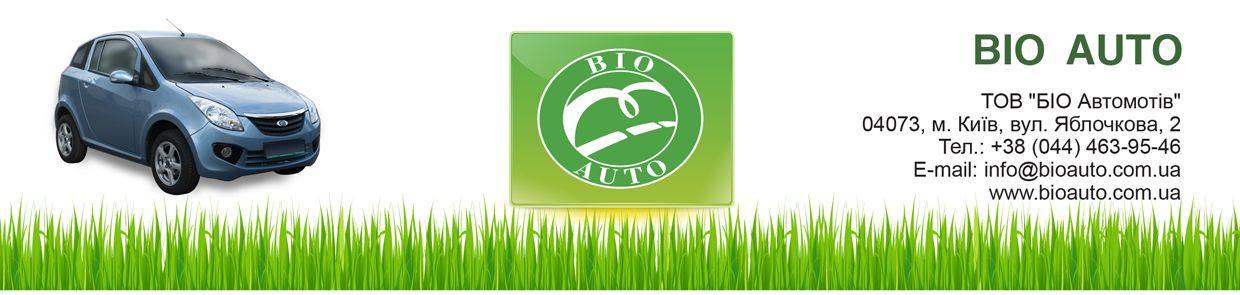 BIO
AUTO
BIO AUTO
ТОВ "БІО Автомотів"
04073, м. Київ, вул. Яблочкова, 2
Тел.: +38 (044) 463-95-46
E-mail: info@bioauto.com.ua
www.bioauto.com.ua